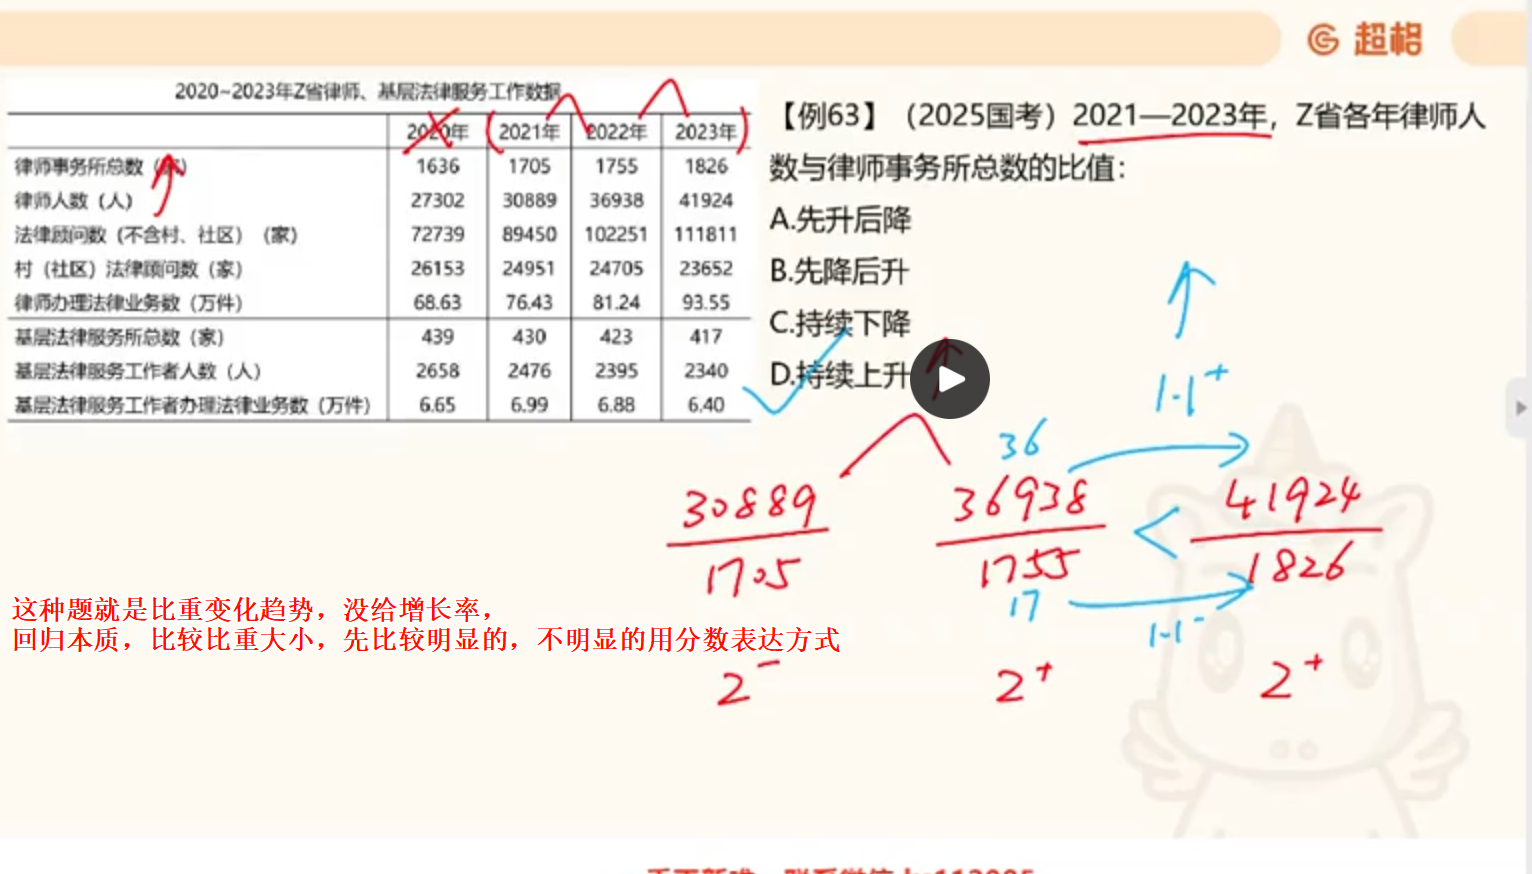 超格
2020~2023年Z省律师、基层法律服务工作数据
2020年 2021年 2022年 2023年
律师事务所总数 1636 1705 1755 1826
律师人数（人） 27302 30889 36938 41924
法律顾问数（不含村、社区）（家） 72739 89450 102251 111811
村（社区）法律顾问数（家） 26153 24951 24705 23652
律师办理法律业务数（万件） 68.63 76.43 81.24 93.55
基层法律服务所总数（家） 439 430 423 417
基层法律服务工作者人数（人） 2658 2476 2395 2340
基层法律服务工作者办理法律业务数（万件） 6.65 6.99 6.88 6.40
【例63】（2025国考）2021—2023年，Z省各年律师人
数与律师事务所总数的比值：
A.先升后降
B.先降后升
C.持续下降
D.持续上升
1.1+
36
30889 36938 < 41924
1705 1755 1826
17 1.1-
这种题就是比重变化趋势，没给增长率，
回归本质，比较比重大小，先比较明显的，不明显的用分数表达方式
2- 2+ 2+